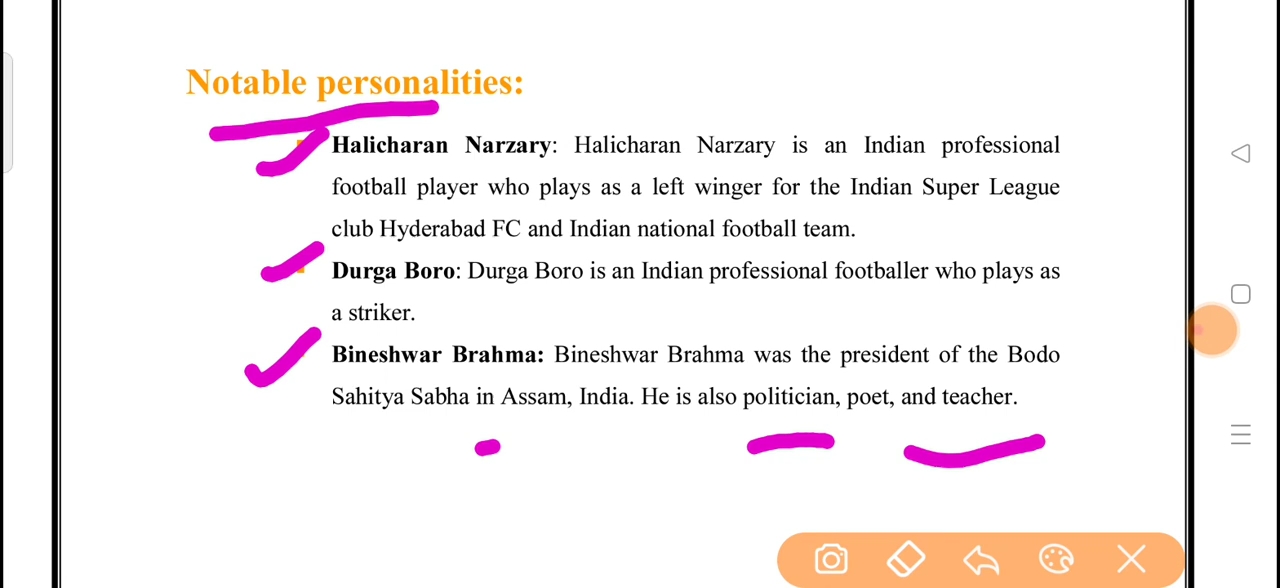 Notable personalities:
Halicharan Narzary: Halicharan Narzary is an Indian professional
football player who plays as a left winger for the Indian Super League
club Hyderabad FC and Indian national football team.
Durga Boro: Durga Boro is an Indian professional footballer who plays as
a striker.
Bineshwar Brahma: Bineshwar Brahma was the president of the Bodo
Sahitya Sabha in Assam, India. He is also politician, poet, and teacher.